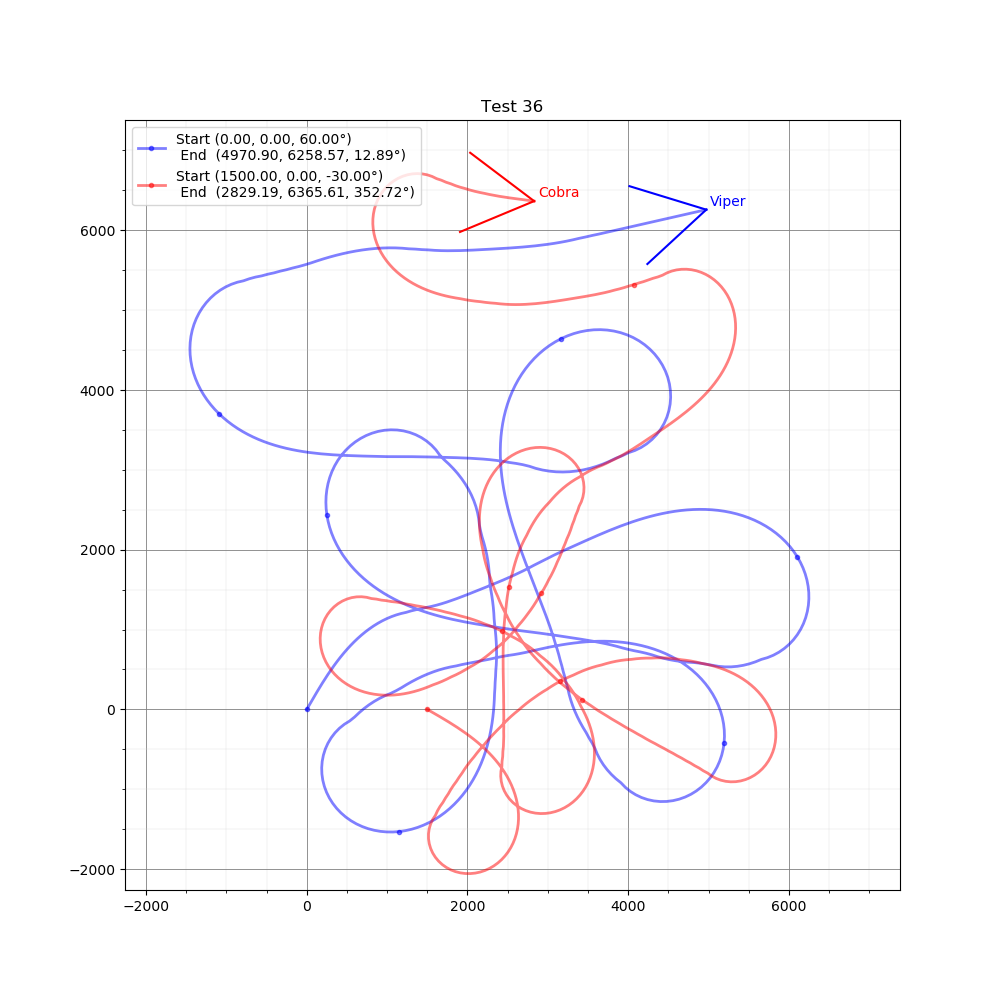 Test 36
Start (0.00, 0.00, 60.00°)
End (4970.90, 6258.57, 12.89°)
Start (1500.00, 0.00, -30.00°)
End (2829.19, 6365.61, 352.72°)
Cobra
Viper
6000
4000
2000
0
−2000
−2000 0 2000 4000 6000